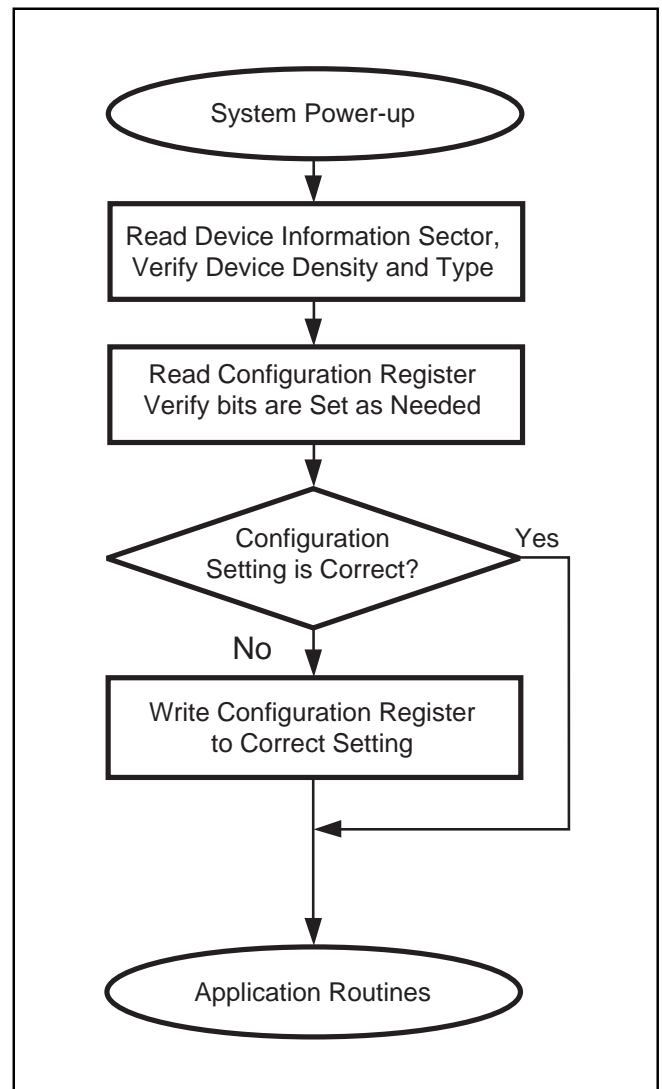 System Power-up
Read Device Information Sector,
Verify Device Density and Type
Read Configuration Register
Verify bits are Set as Needed
Configuration
Setting is Correct?
Yes
No
Write Configuration Register
to Correct Setting
Application Routines